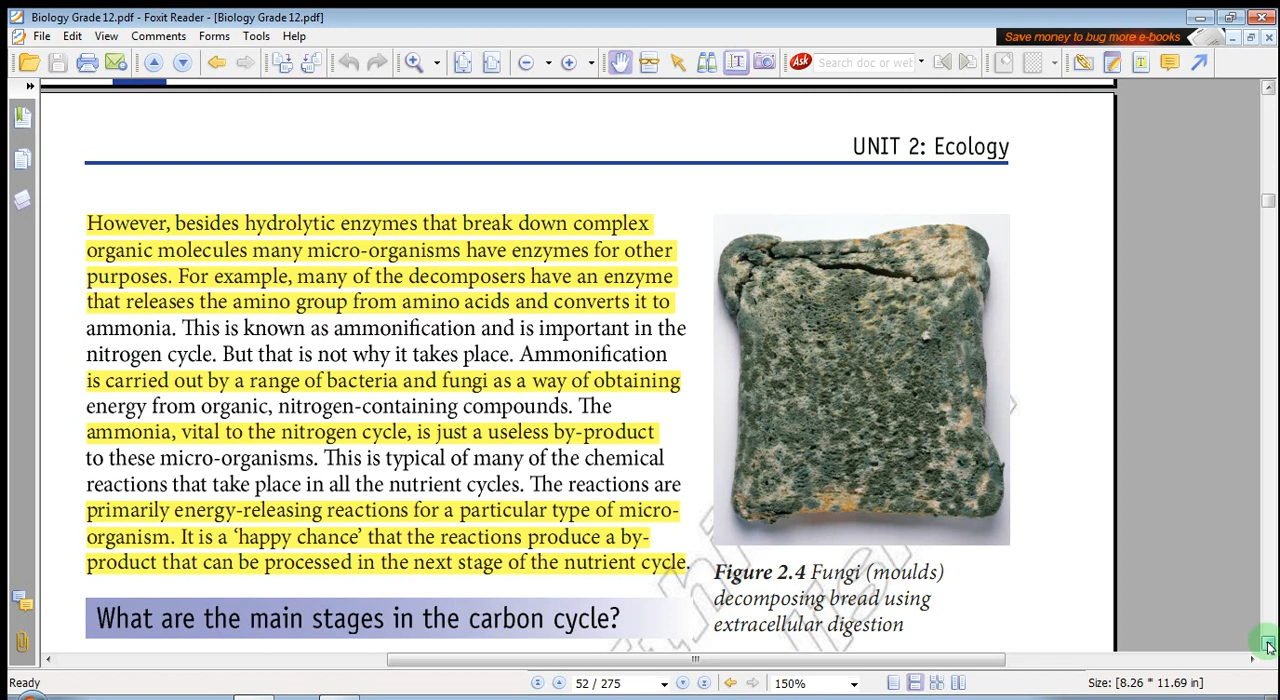 Biology Grade 12.pdf - Foxit Reader - [Biology Grade 12.pdf]
File Edit View Comments Forms Tools Help
Save money to bug more e-books
Ask Search doc or wel
UNIT 2: Ecology
However, besides hydrolytic enzymes that break down complex
organic molecules many micro-organisms have enzymes for other
purposes. For example, many of the decomposers have an enzyme
that releases the amino group from amino acids and converts it to
ammonia. This is known as ammonification and is important in the
nitrogen cycle. But that is not why it takes place. Ammonification
is carried out by a range of bacteria and fungi as a way of obtaining
energy from organic, nitrogen-containing compounds. The
ammonia, vital to the nitrogen cycle, is just a useless by-product
to these micro-organisms. This is typical of many of the chemical
reactions that take place in all the nutrient cycles. The reactions are
primarily energy-releasing reactions for a particular type of micro-
organism. It is a ‘happy chance’ that the reactions produce a by-
product that can be processed in the next stage of the nutrient cycle.
Figure 2.4 Fungi (moulds)
decomposing bread using
extracellular digestion
What are the main stages in the carbon cycle?
Ready
52 / 275
150%
Size: [8.26 * 11.69 in]